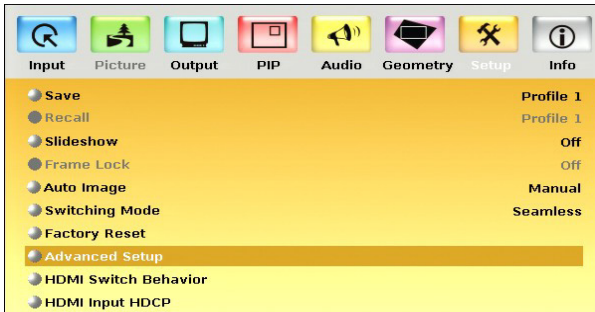 Input Picture Output PIP Audio Geometry Setup Info
Save Profile 1
Recall Profile 1
Slideshow Off
Frame Lock Off
Auto Image Manual
Switching Mode Seamless
Factory Reset
Advanced Setup
HDMI Switch Behavior
HDMI Input HDCP